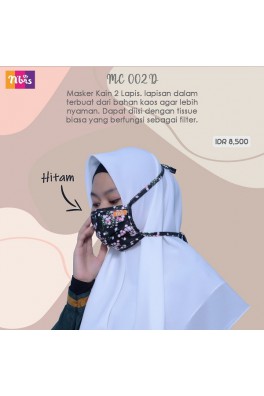 Nbrs
MC 002 D
Masker Kain 2 Lapis. lapisan dalam
terbuat dari bahan kaos agar lebih
nyaman. Dapat diisi dengan tissue
biasa yang berfungsi sebagai filter.
IDR 8,500
Hitam